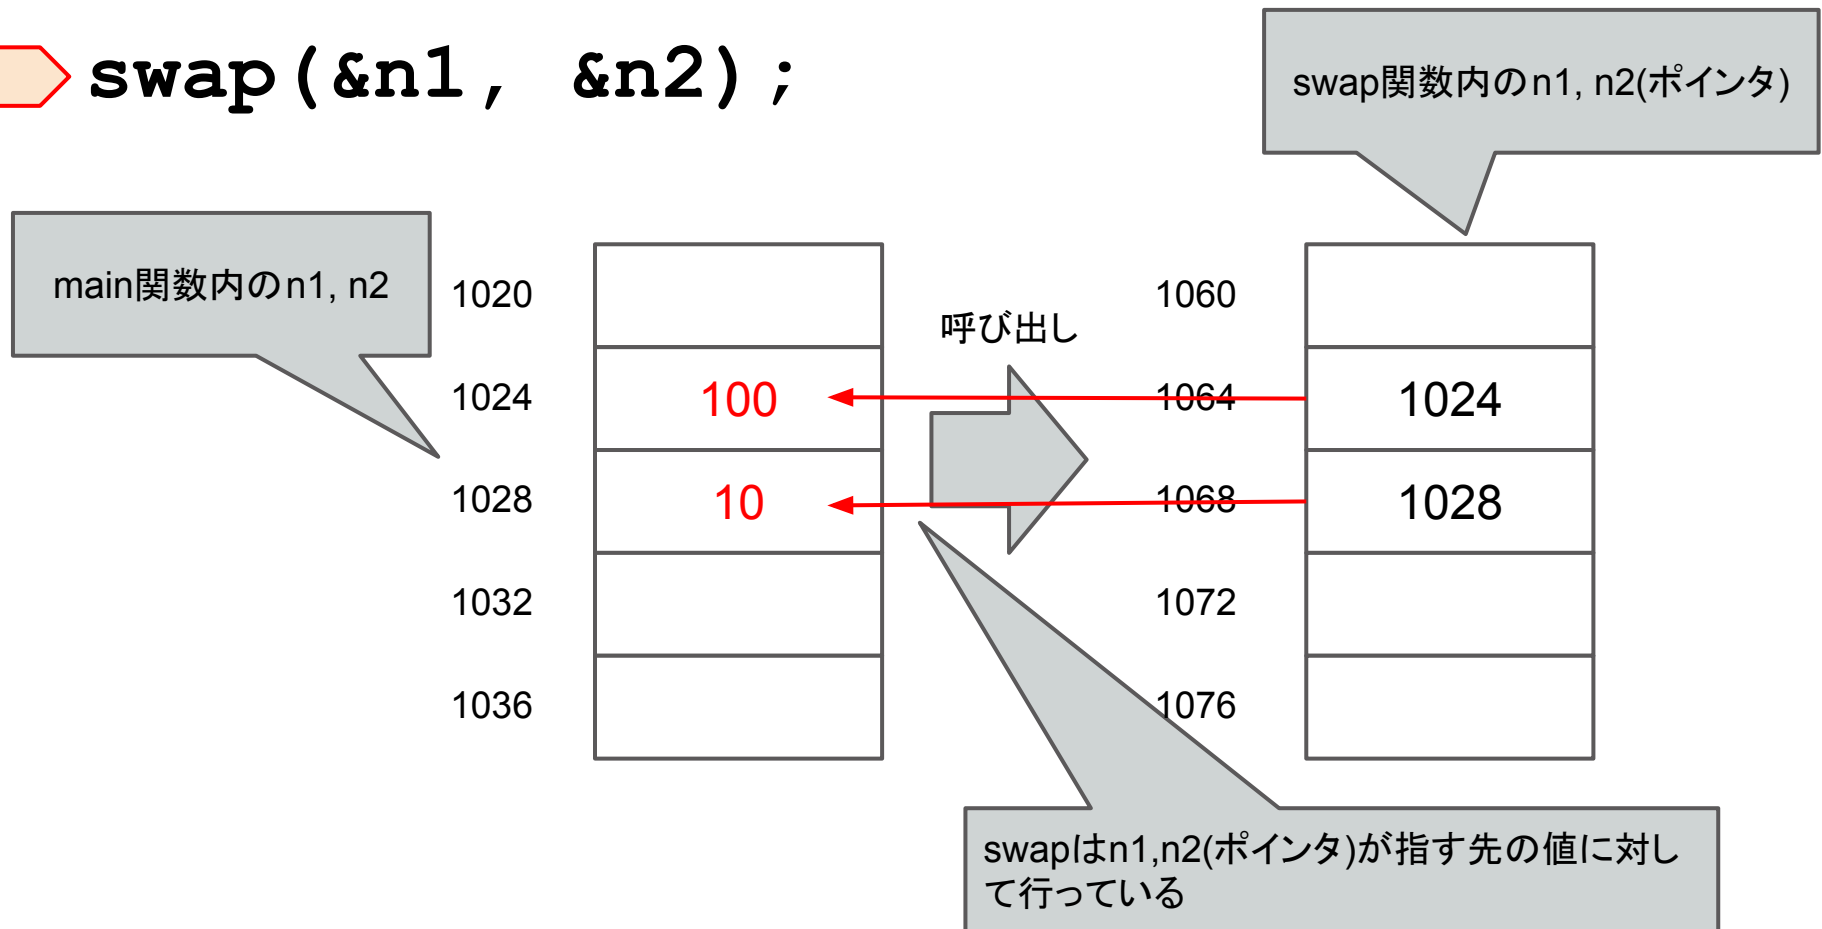 swap(&n1, &n2);
swap関数内のn1, n2(ポインタ)
main関数内のn1, n2
1020
1024
1028
1032
1036
100
10
呼び出し
1060
1064
1068
1072
1076
1024
1028
swapはn1,n2(ポインタ)が指す先の値に対し
て行っている